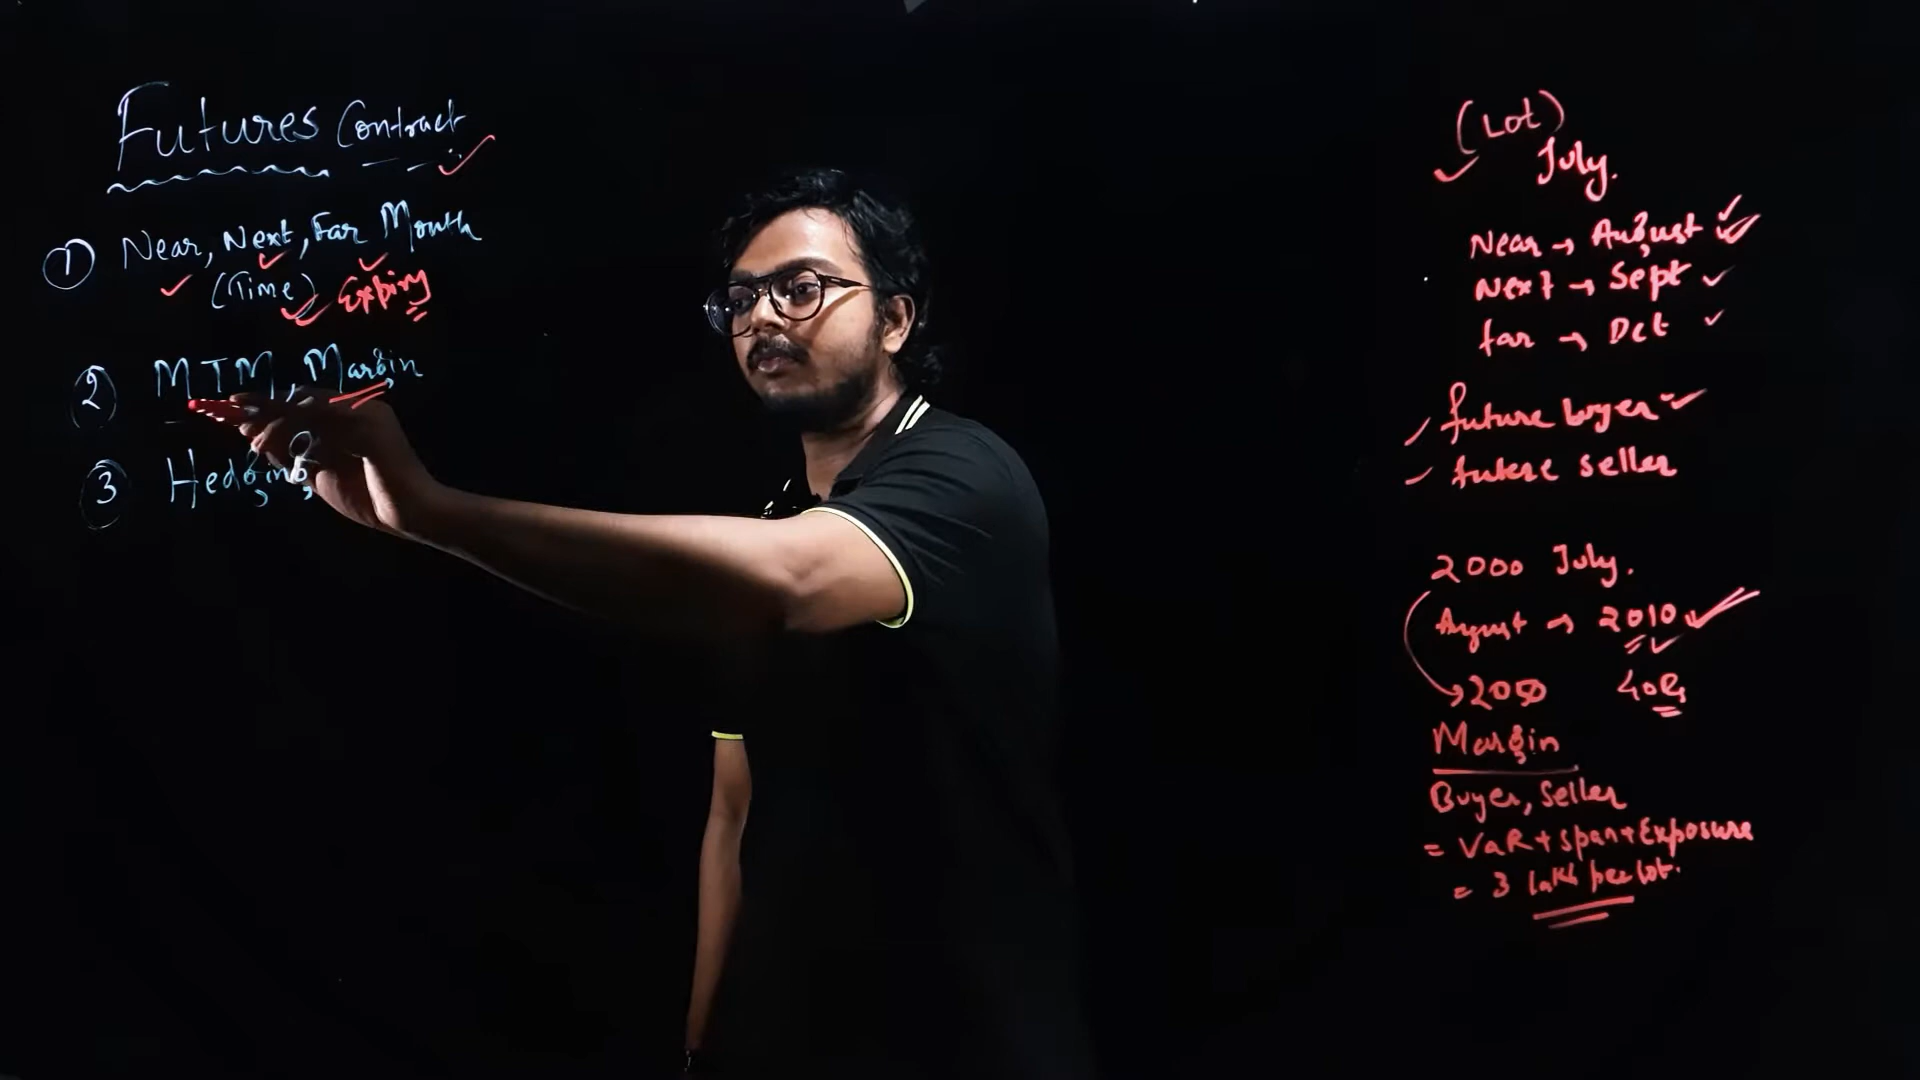 Futures Contract
① Near, Next, Far Month
(Time) Expiry
② MTM, Margin
③ Hedging
(Lot)
July.
Near → August
Next → Sept
far → Oct
future buyer
future seller
2000 July.
August → 2010
Margin
Buyer, Seller
= VaR + Span + Exposure
= 3 lakh per lot.